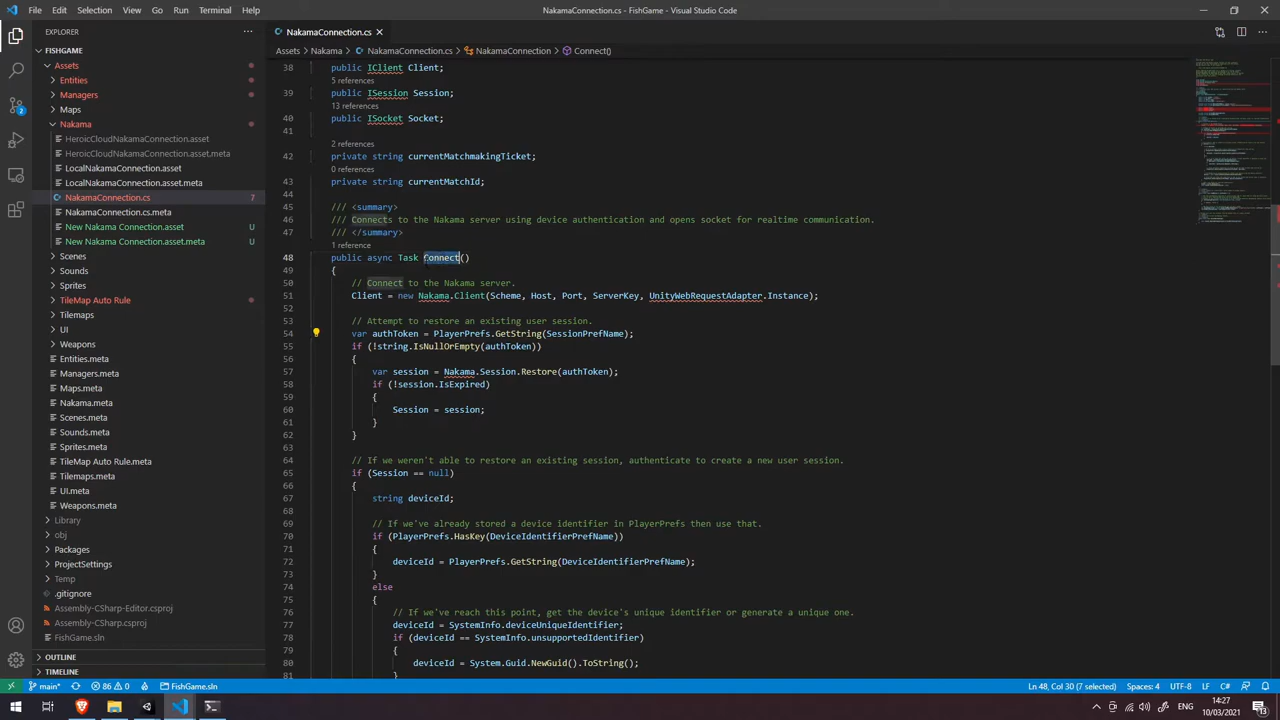 File Edit Selection View Go Run Terminal Help
NakamaConnection.cs - FishGame - Visual Studio Code
EXPLORER
FISHGAME
Assets
Entities
Managers
Maps
Nakama
HeroicCloudNakamaConnection.asset
HeroicCloudNakamaConnection.asset.meta
LocalNakamaConnection.asset
LocalNakamaConnection.asset.meta
NakamaConnection.cs 7
NakamaConnection.cs.meta
New Nakama Connection.asset U
New Nakama Connection.asset.meta U
Scenes
Sounds
Sprites
TileMap Auto Rule
Tilemaps
UI
Weapons
Entities.meta
Managers.meta
Maps.meta
Nakama.meta
Scenes.meta
Sounds.meta
Sprites.meta
TileMap Auto Rule.meta
Tilemaps.meta
UI.meta
Weapons.meta
Library
obj
Packages
ProjectSettings
Temp
.gitignore
Assembly-CSharp-Editor.csproj
Assembly-CSharp.csproj
FishGame.sln
OUTLINE
TIMELINE
2
NakamaConnection.cs
Assets > Nakama > NakamaConnection.cs > NakamaConnection > Connect()
38 public IClient Client;
5 references
39 public ISession Session;
13 references
40 public ISocket Socket;
41
2 references
42 private string currentMatchmakingTicket;
0 references
43 private string currentMatchId;
45 /// <summary>
46 Connects to the Nakama server using device authentication and opens socket for realtime communication.
47 /// </summary>
1 reference
48 public async Task Connect()
49 {
50 // Connect to the Nakama server.
51 Client = new Nakama.Client(Scheme, Host, Port, ServerKey, UnityWebRequestAdapter.Instance);
52
53 // Attempt to restore an existing user session.
54 var authToken = PlayerPrefs.GetString(SessionPrefName);
55 if (!string.IsNullOrEmpty(authToken))
56 {
57 var session = Nakama.Session.Restore(authToken);
58 if (!session.IsExpired)
59 {
60 Session = session;
61 }
62 }
63
64 // If we weren't able to restore an existing session, authenticate to create a new user session.
65 if (Session == null)
66 {
67 string deviceId;
68
69 // If we've already stored a device identifier in PlayerPrefs then use that.
70 if (PlayerPrefs.HasKey(DeviceIdentifierPrefName))
71 {
72 deviceId = PlayerPrefs.GetString(DeviceIdentifierPrefName);
73 }
74 else
75 {
76 // If we've reach this point, get the device's unique identifier or generate a unique one.
77 deviceId = SystemInfo.deviceUniqueIdentifier;
78 if (deviceId == SystemInfo.unsupportedIdentifier)
79 {
80 deviceId = System.Guid.NewGuid().ToString();
81 }
main* 86 0 FishGame.sln
Ln 48, Col 30 (7 selected) Spaces: 4 UTF-8 LF C#
14:27
10/03/2021